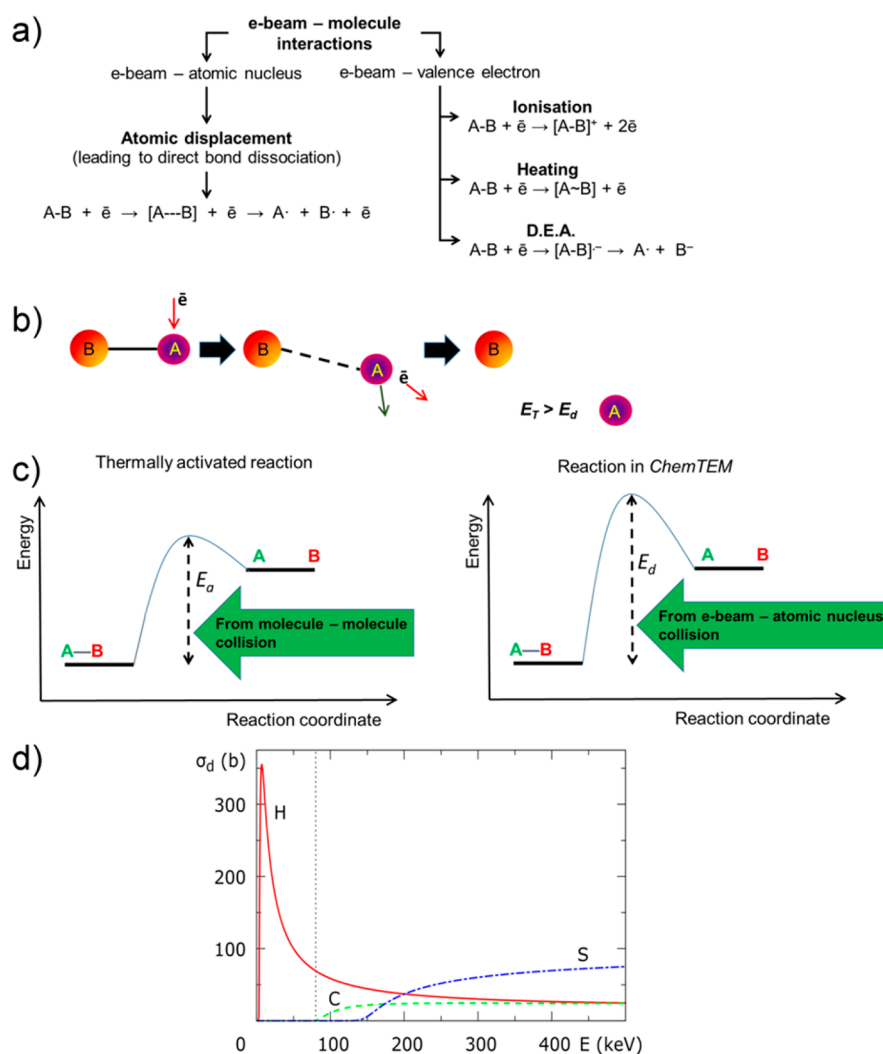 a)
e-beam – molecule
interactions
e-beam – atomic nucleus
e-beam – valence electron
Atomic displacement
(leading to direct bond dissociation)
A-B + ē → [A---B] + ē → A· + B· + ē
Ionisation
A-B + ē → [A-B]⁺ + 2ē
Heating
A-B + ē → [A~B] + ē
D.E.A.
A-B + ē → [A-B]·⁻ → A· + B⁻
b)
ē
B A
B A ē
B
E_T > E_d A
c)
Thermally activated reaction
Energy
A B
E_a
From molecule – molecule
collision
A—B
Reaction coordinate
Reaction in ChemTEM
Energy
A B
E_d
From e-beam – atomic nucleus
collision
A—B
Reaction coordinate
d)
σ_d (b)
300
H
200
100
S
C
0 100 200 300 400 E (keV)